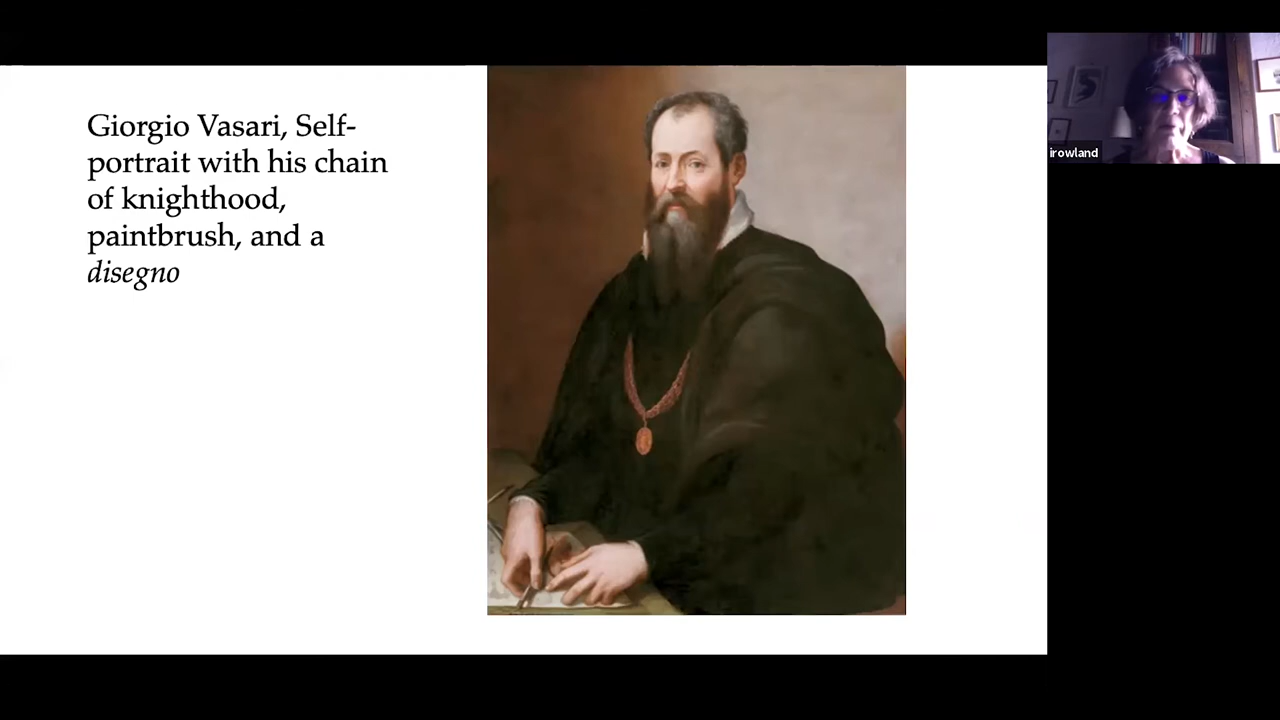 Giorgio Vasari, Self-
portrait with his chain
of knighthood,
paintbrush, and a
disegno
irowland